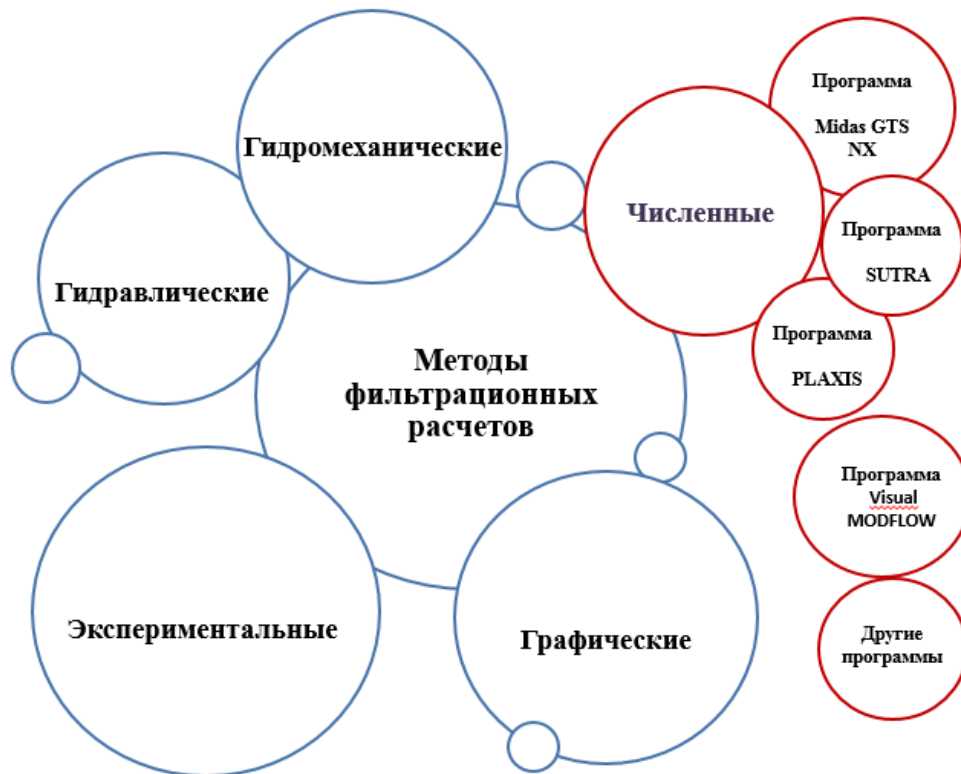 Гидромеханические
Гидравлические
Численные
Программа
Midas GTS
NX
Программа
SUTRA
Программа
PLAXIS
Методы
фильтрационных
расчетов
Программа
Visual
MODFLOW
Экспериментальные
Графические
Другие
программы